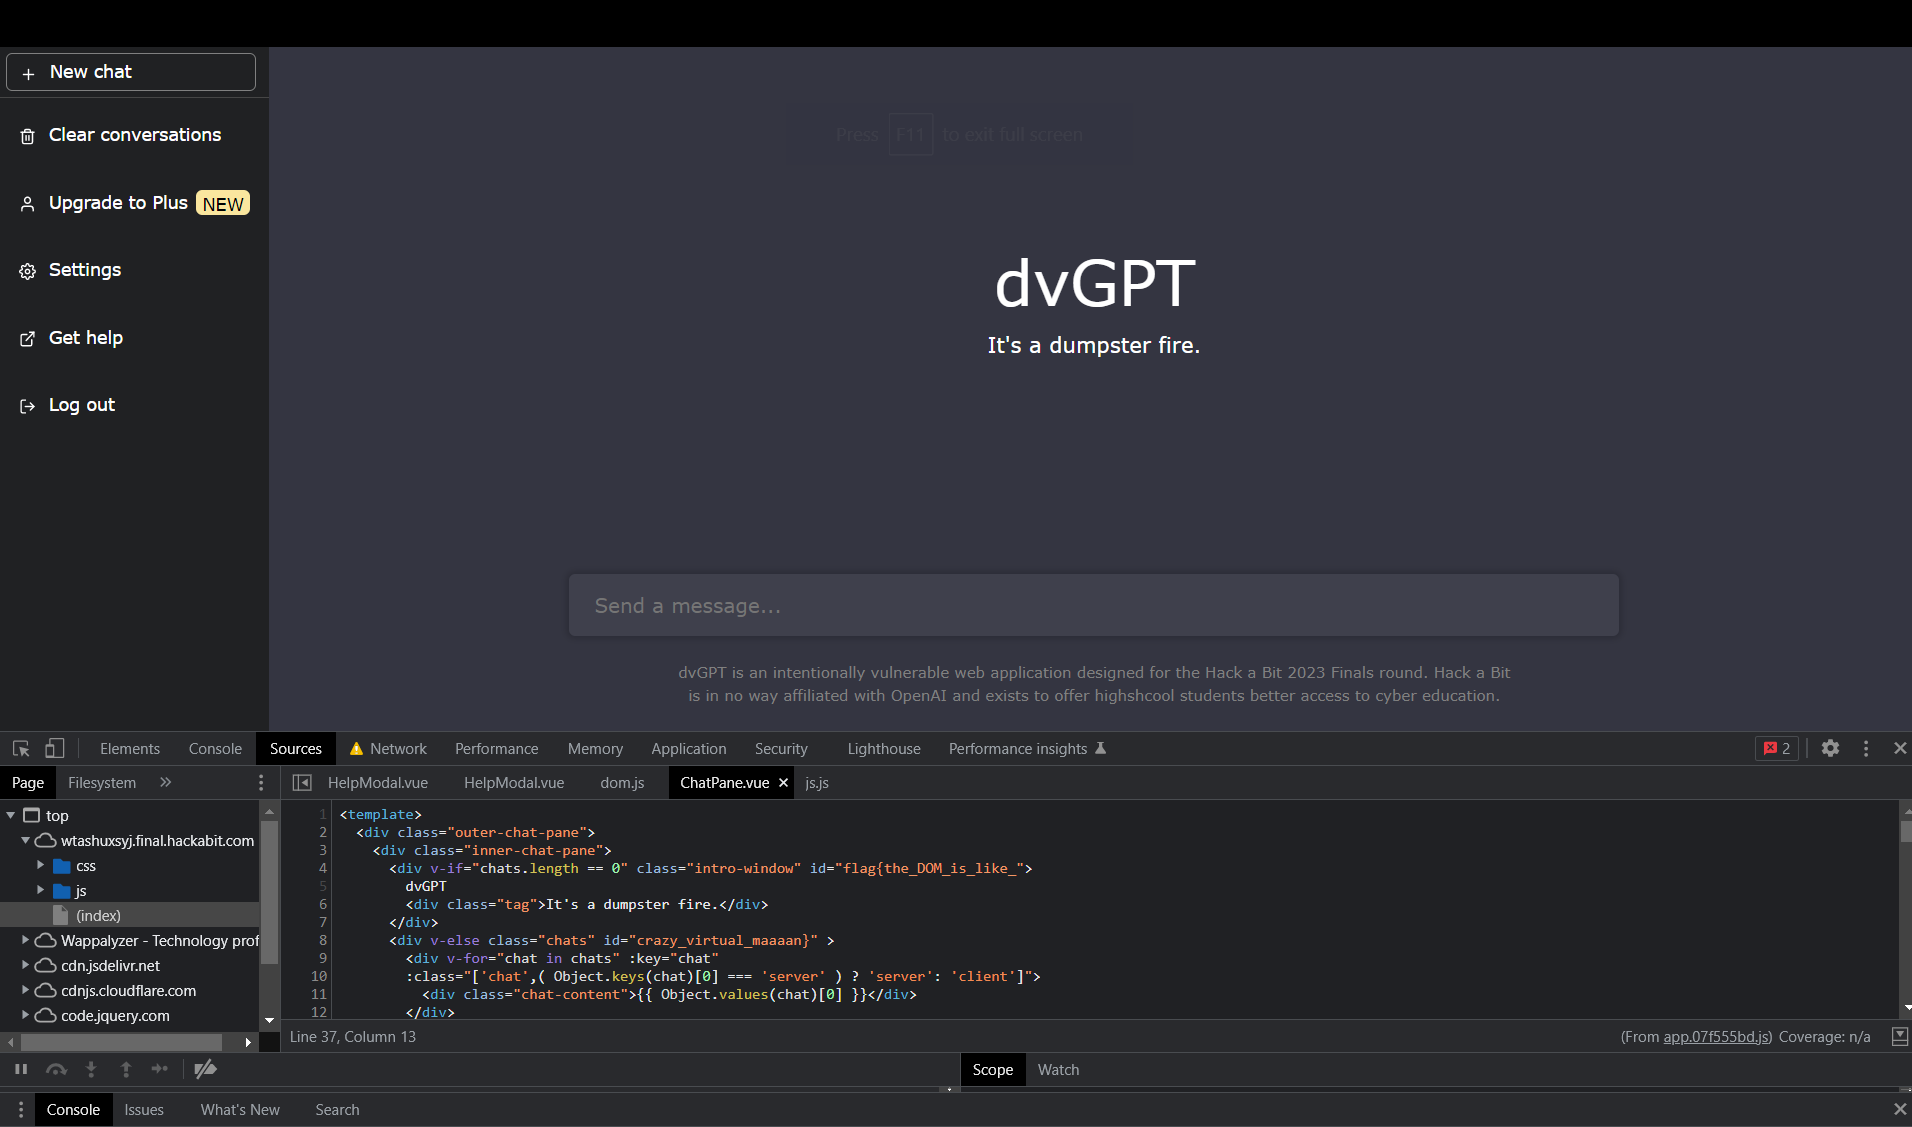 New chat
Clear conversations
Upgrade to Plus NEW
Settings
Get help
Log out
Press F11 to exit full screen
dvGPT
It's a dumpster fire.
Send a message...
dvGPT is an intentionally vulnerable web application designed for the Hack a Bit 2023 Finals round. Hack a Bit
is in no way affiliated with OpenAI and exists to offer highshcool students better access to cyber education.
Elements Console Sources Network Performance Memory Application Security Lighthouse Performance insights 2
Page Filesystem
HelpModal.vue HelpModal.vue dom.js ChatPane.vue js.js
top
wtashuxsyj.final.hackabit.com
css
js
(index)
Wappalyzer - Technology prof
cdn.jsdelivr.net
cdnjs.cloudflare.com
code.jquery.com
1 <template>
2 <div class="outer-chat-pane">
3 <div class="inner-chat-pane">
4 <div v-if="chats.length == 0" class="intro-window" id="flag{the_DOM_is_like_">
5 dvGPT
6 <div class="tag">It's a dumpster fire.</div>
7 </div>
8 <div v-else class="chats" id="crazy_virtual_maaaan}" >
9 <div v-for="chat in chats" :key="chat"
10 :class="['chat',( Object.keys(chat)[0] === 'server' ) ? 'server': 'client']">
11 <div class="chat-content">{{ Object.values(chat)[0] }}</div>
12 </div>
Line 37, Column 13
(From app.07f555bd.js) Coverage: n/a
Scope Watch
Console Issues What's New Search